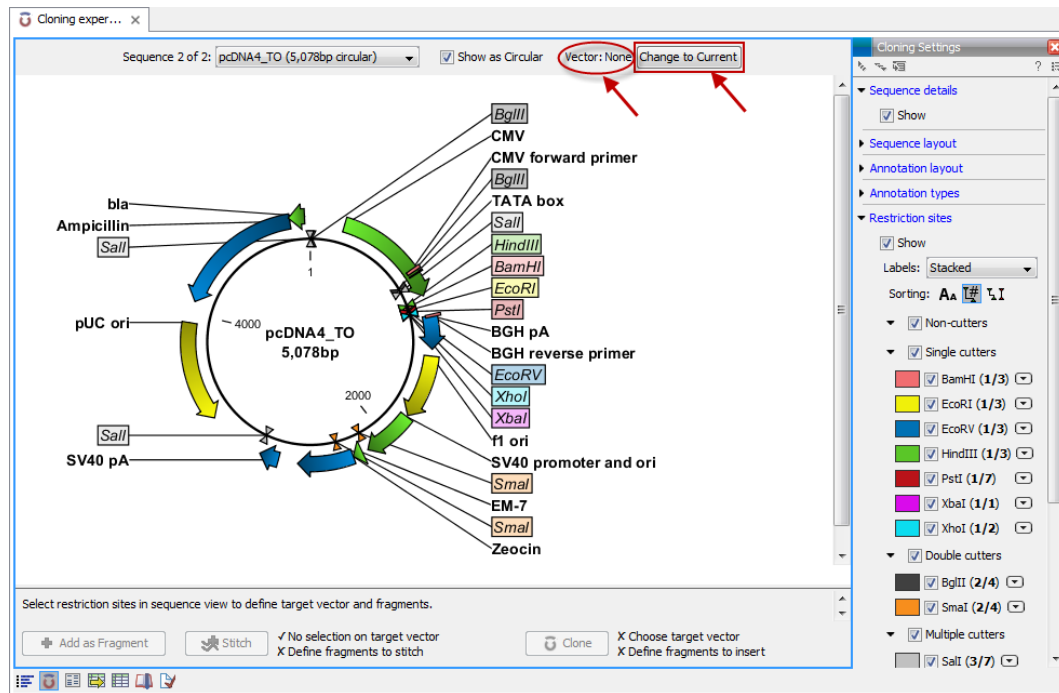 Cloning exper...
Sequence 2 of 2: pcDNA4_TO (5,078bp circular) Show as Circular Vector: None Change to Current
BglII
CMV
CMV forward primer
BglII
TATA box
SalI
HindIII
BamHI
EcoRI
PstI
BGH pA
BGH reverse primer
EcoRV
XhoI
XbaI
f1 ori
SV40 promoter and ori
SmaI
EM-7
SmaI
Zeocin
bla
Ampicillin
SalI
pUC ori
SalI
SV40 pA
1
2000
4000
pcDNA4_TO
5,078bp
Select restriction sites in sequence view to define target vector and fragments.
Add as Fragment
Stitch
✓ No selection on target vector
✗ Define fragments to stitch
Clone
✗ Choose target vector
✗ Define fragments to insert
Cloning Settings
?
Sequence details
Show
Sequence layout
Annotation layout
Annotation types
Restriction sites
Show
Labels: Stacked
Sorting:
Non-cutters
Single cutters
BamHI (1/3)
EcoRI (1/3)
EcoRV (1/3)
HindIII (1/3)
PstI (1/7)
XbaI (1/1)
XhoI (1/2)
Double cutters
BglII (2/4)
SmaI (2/4)
Multiple cutters
SalI (3/7)